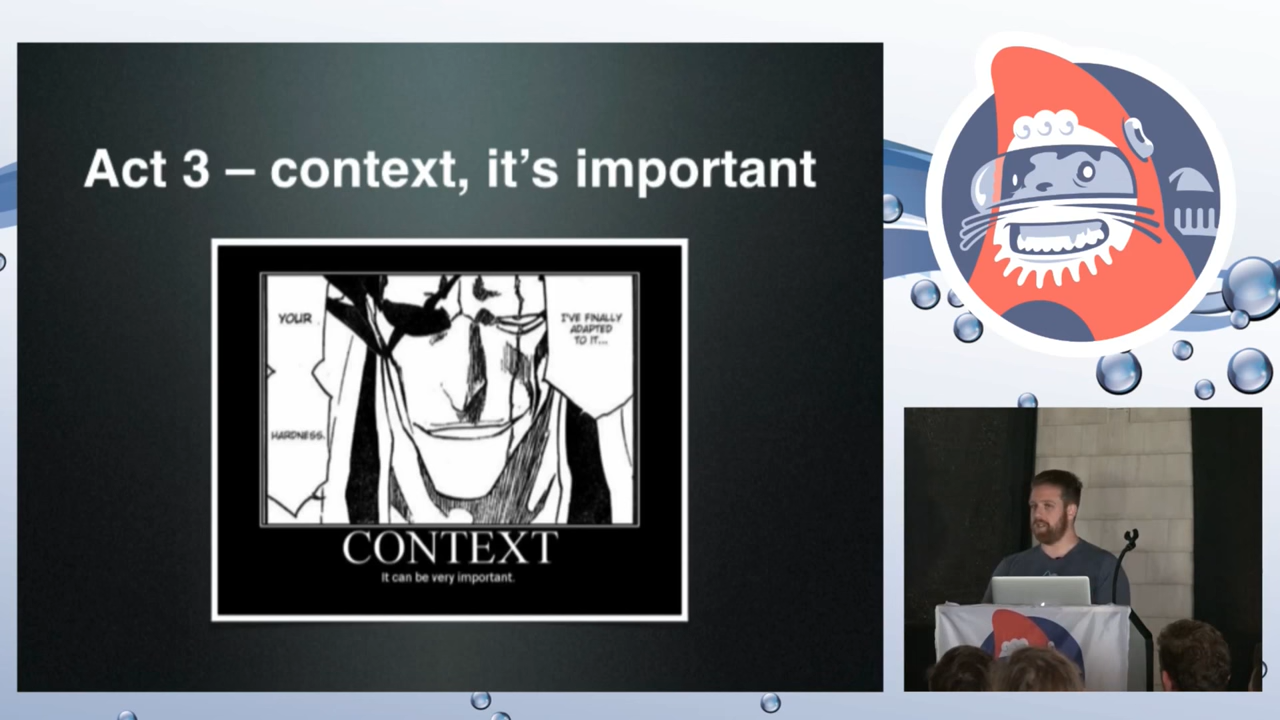 Act 3 – context, it's important
YOUR
HARDNESS.
I'VE FINALLY
ADAPTED
TO IT...
CONTEXT
It can be very important.